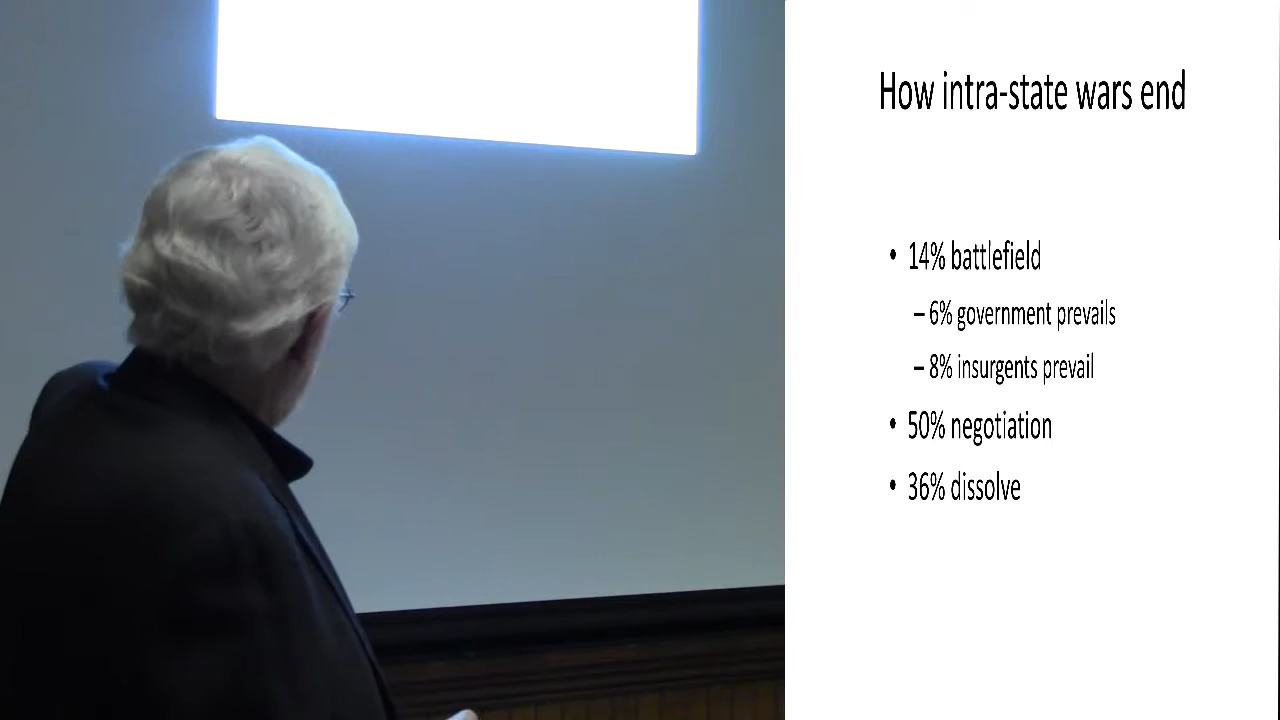 How intra-state wars end
• 14% battlefield
– 6% government prevails
– 8% insurgents prevail
• 50% negotiation
• 36% dissolve